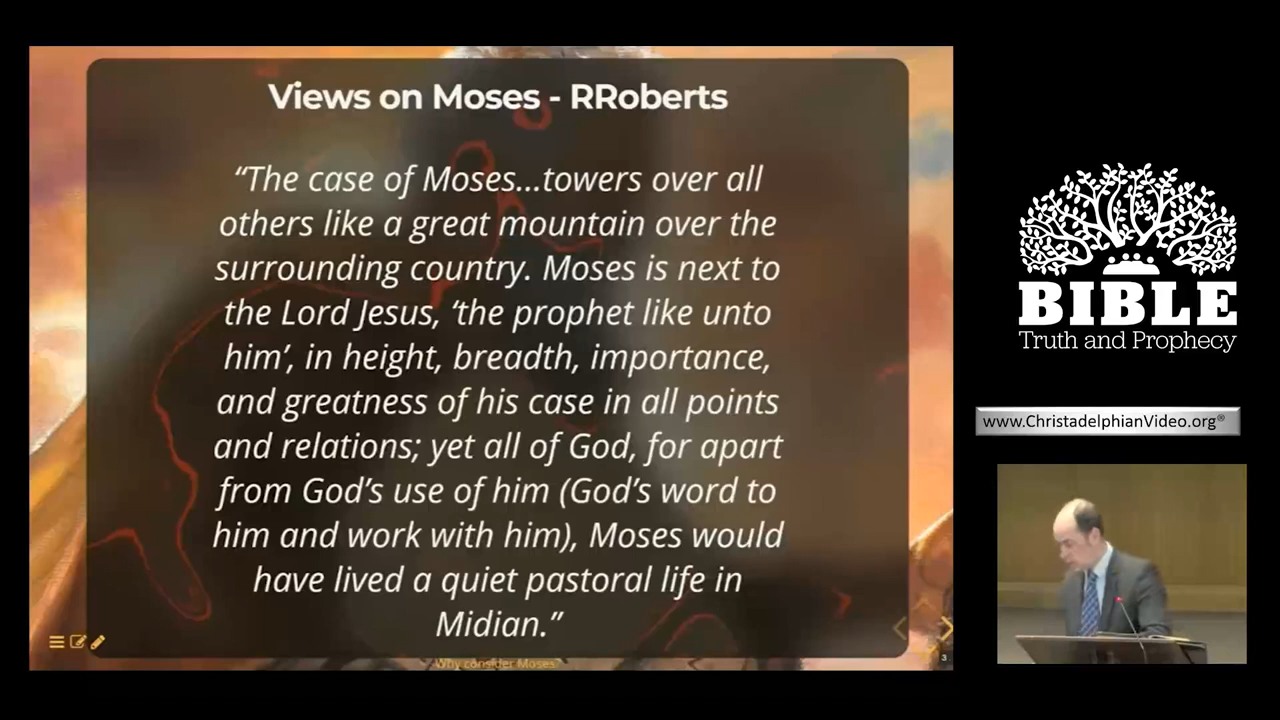 Views on Moses - RRoberts
“The case of Moses...towers over all
others like a great mountain over the
surrounding country. Moses is next to
the Lord Jesus, ‘the prophet like unto
him’, in height, breadth, importance,
and greatness of his case in all points
and relations; yet all of God, for apart
from God’s use of him (God’s word to
him and work with him), Moses would
have lived a quiet pastoral life in
Midian.”
Why consider Moses?
3
BIBLE
Truth and Prophecy
www.ChristadelphianVideo.org®